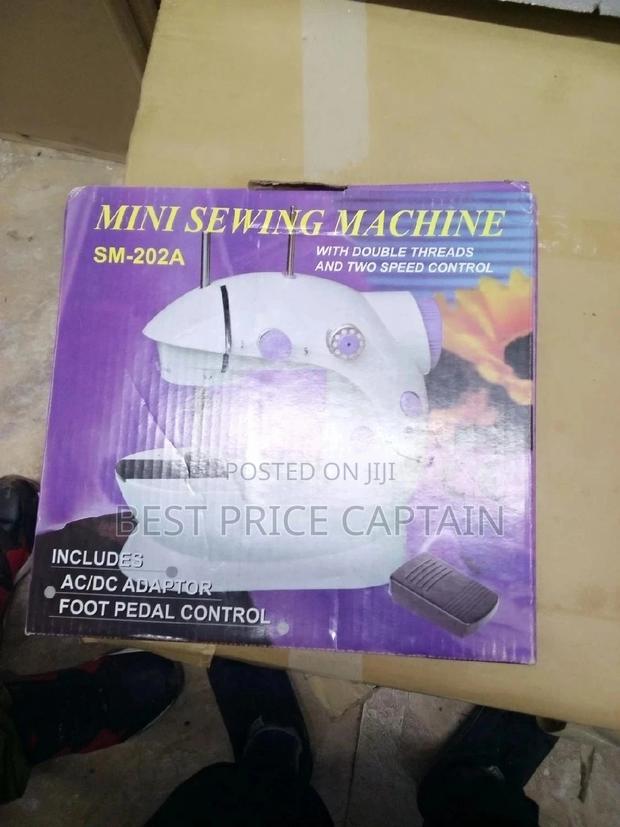 MINI SEWING MACHINE
SM-202A
WITH DOUBLE THREADS
AND TWO SPEED CONTROL
POSTED ON JIJI
BEST PRICE CAPTAIN
INCLUDES
AC/DC ADAPTOR
FOOT PEDAL CONTROL